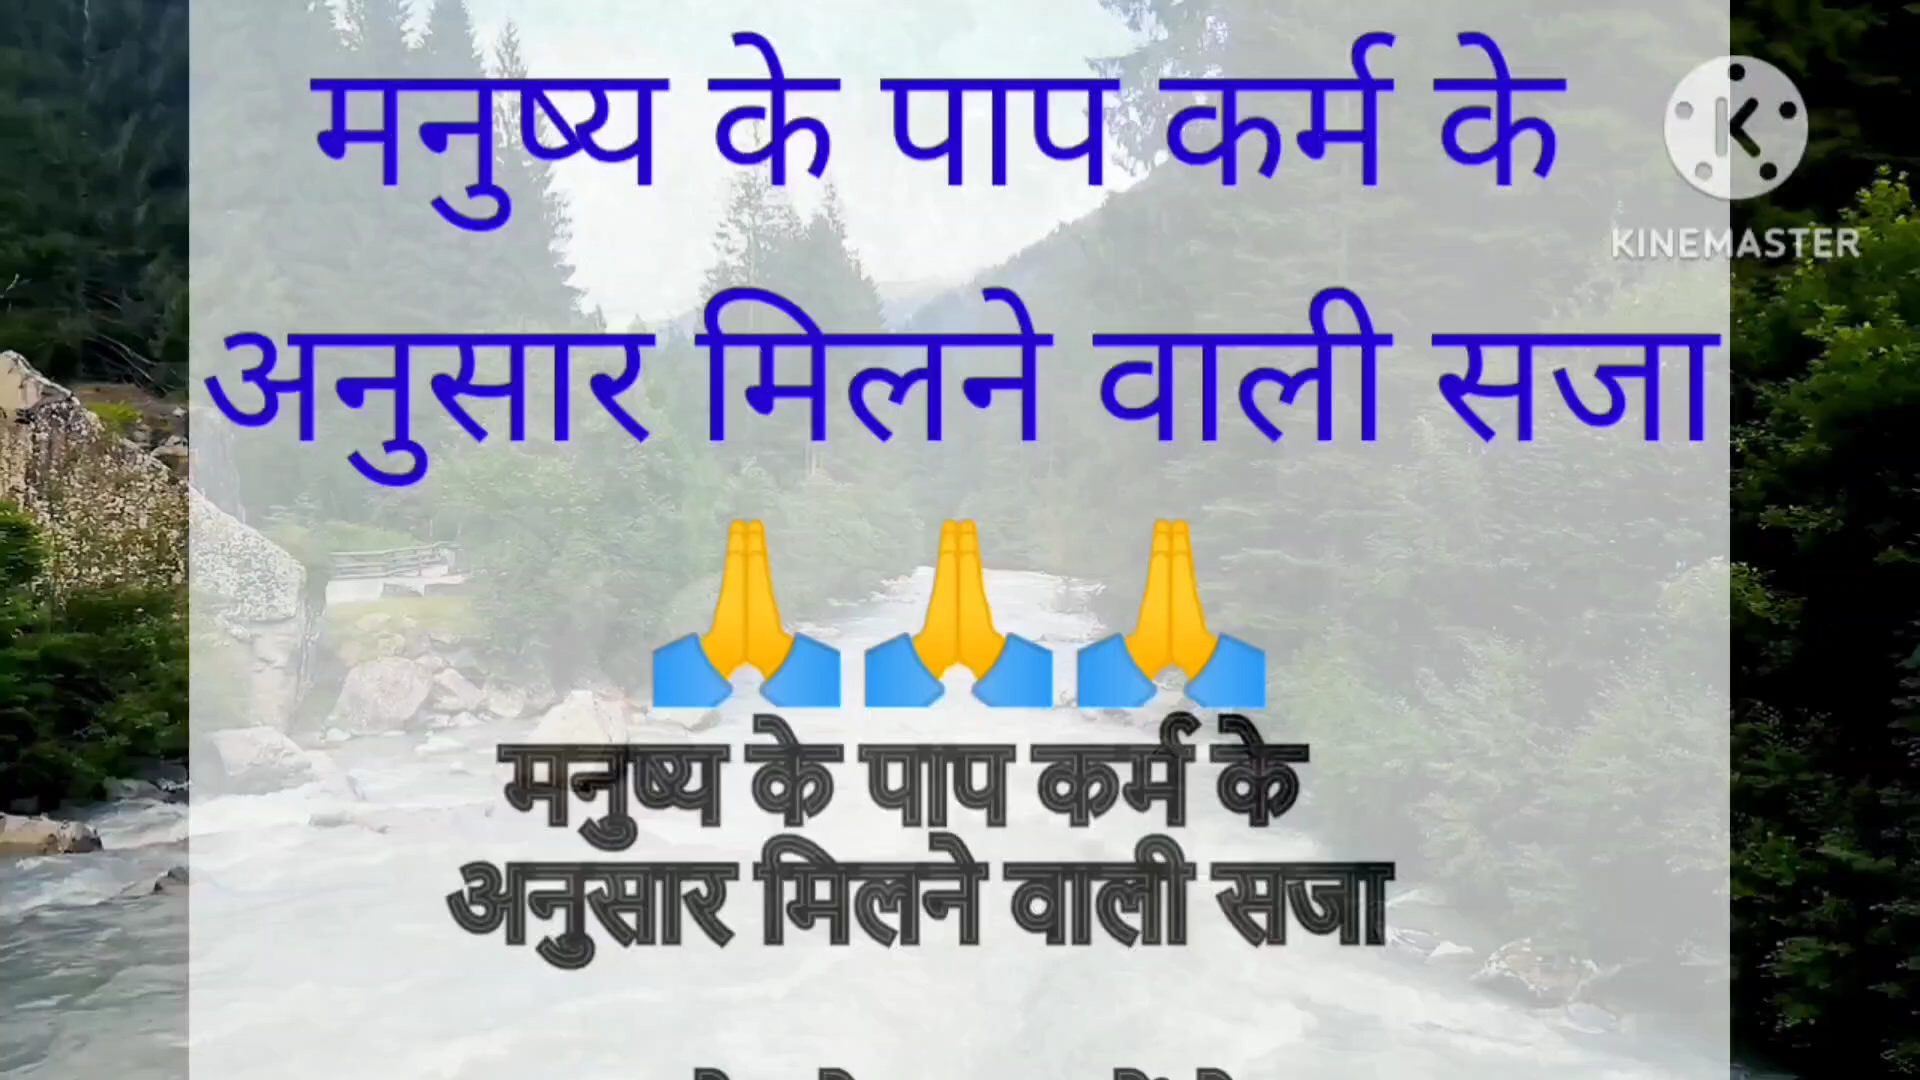 मनुष्य के पाप कर्म के
KINEMASTER
अनुसार मिलने वाली सजा
🙏🙏🙏
मनुष्य के पाप कर्म के
अनुसार मिलने वाली सजा